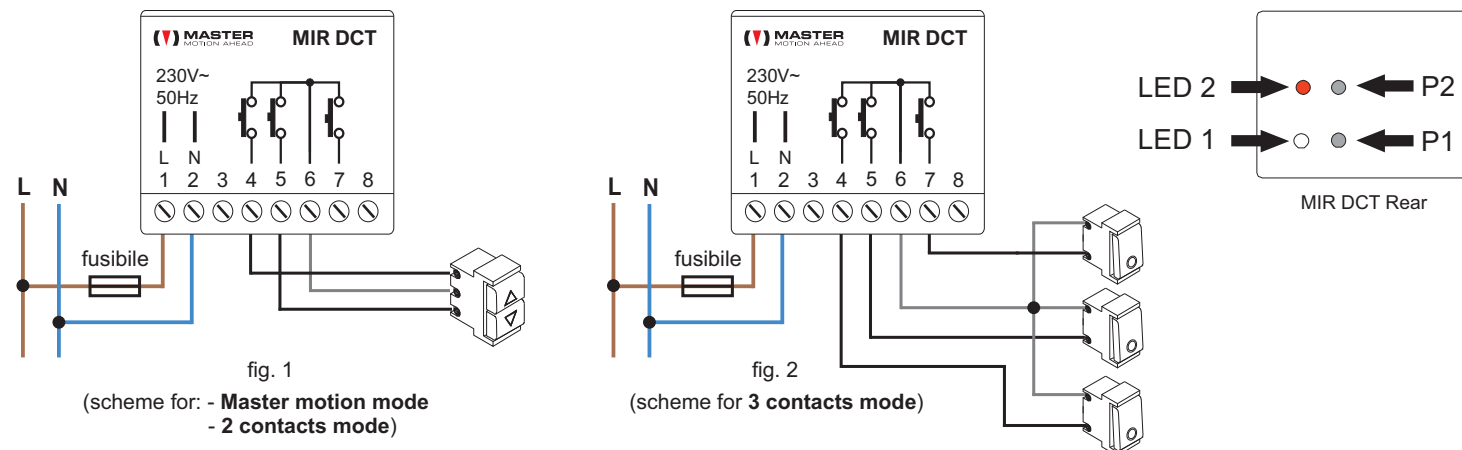 MASTER MIR DCT
MOTION AHEAD
230V~
50Hz
L N
1 2 3 4 5 6 7 8
L N
fusibile
fig. 1
(scheme for: - Master motion mode
- 2 contacts mode)
MASTER MIR DCT
MOTION AHEAD
230V~
50Hz
L N
1 2 3 4 5 6 7 8
L N
fusibile
fig. 2
(scheme for 3 contacts mode)
LED 2 P2
LED 1 P1
MIR DCT Rear